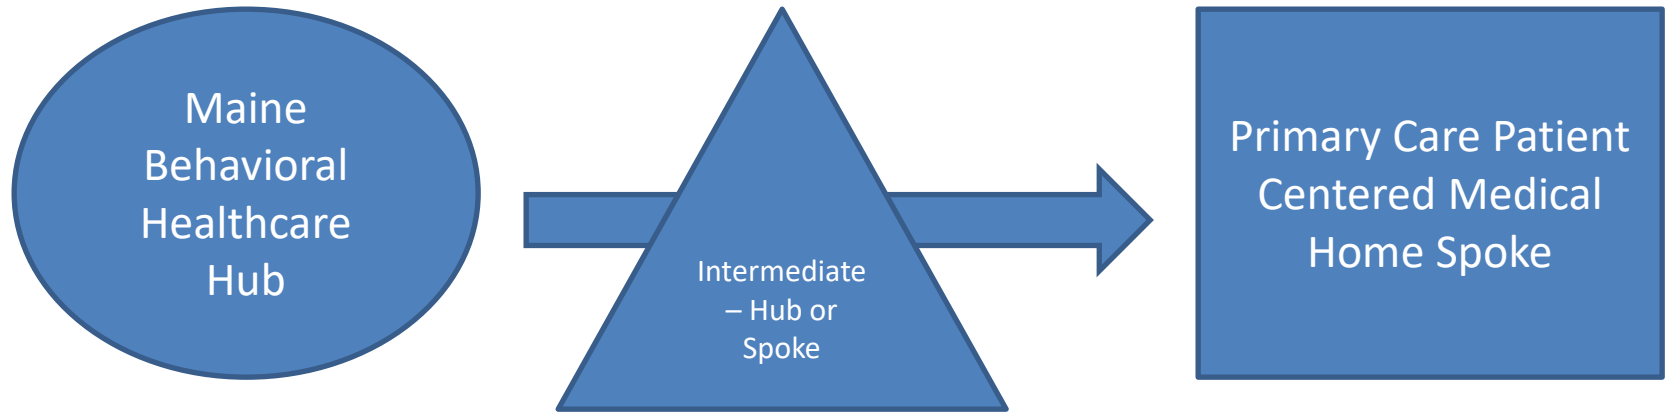 Maine
Behavioral
Healthcare
Hub
Intermediate
– Hub or
Spoke
Primary Care Patient
Centered Medical
Home Spoke